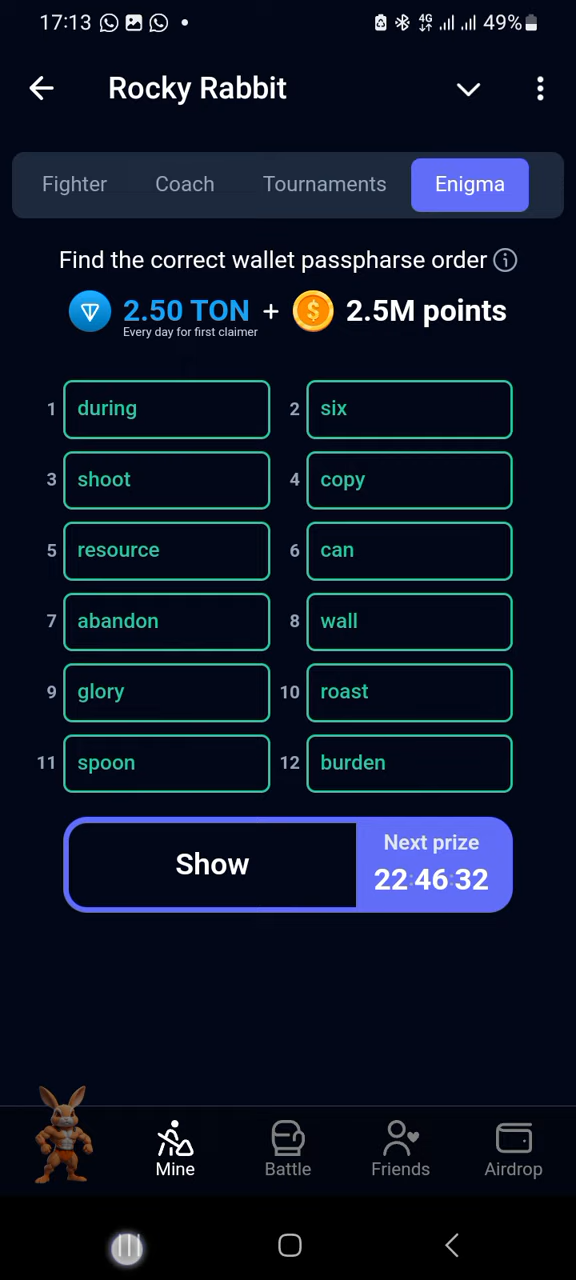 17:13 4G 49%
Rocky Rabbit
Fighter Coach Tournaments Enigma
Find the correct wallet passpharse order
2.50 TON + $ 2.5M points
Every day for first claimer
1 during 2 six
3 shoot 4 copy
5 resource 6 can
7 abandon 8 wall
9 glory 10 roast
11 spoon 12 burden
Show Next prize
22:46:32
Mine Battle Friends Airdrop